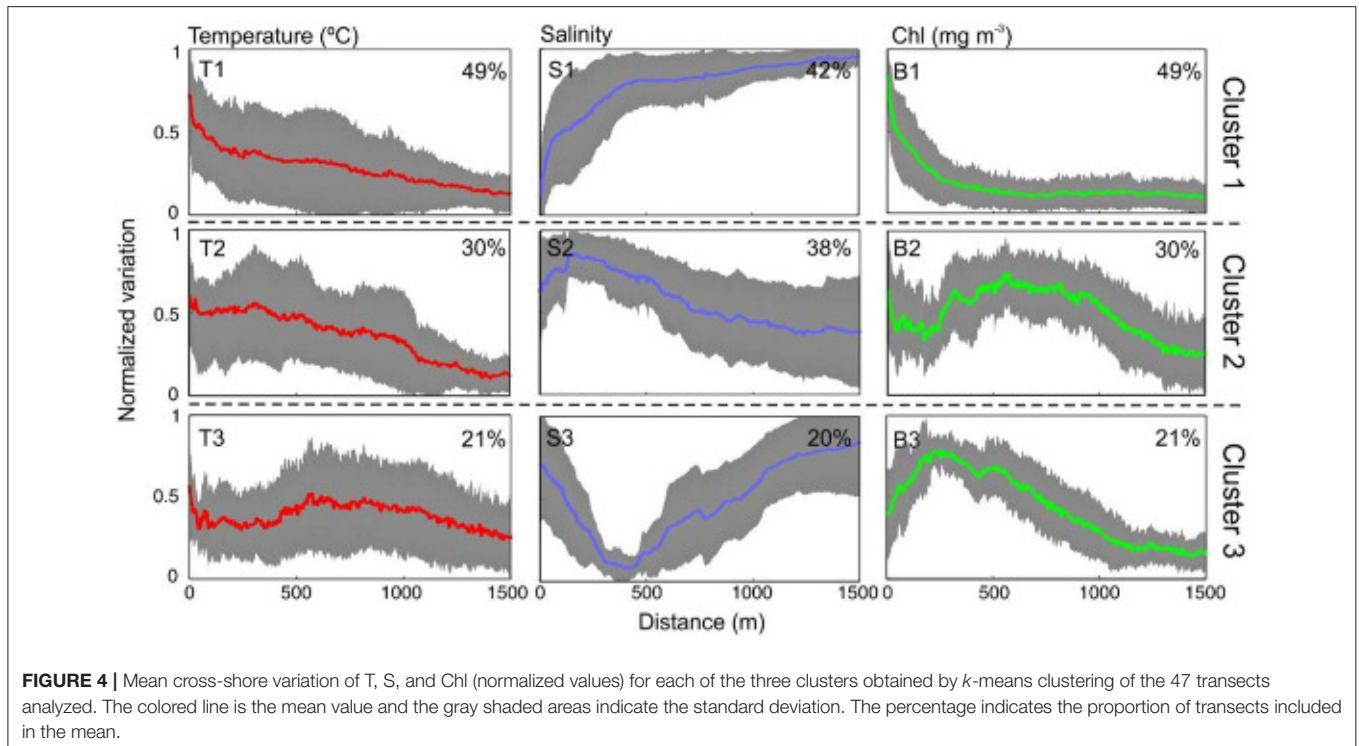 Temperature (ºC) Salinity Chl (mg m⁻³)
1 T1 49% S1 42% B1 49% Cluster 1
0.5
0
1 T2 30% S2 38% B2 30% Cluster 2
0.5
0
1 T3 21% S3 20% B3 21% Cluster 3
0.5
0
Normalized variation
0 500 1000 1500 0 500 1000 1500 0 500 1000 1500
Distance (m)
FIGURE 4 | Mean cross-shore variation of T, S, and Chl (normalized values) for each of the three clusters obtained by k-means clustering of the 47 transects
analyzed. The colored line is the mean value and the gray shaded areas indicate the standard deviation. The percentage indicates the proportion of transects included
in the mean.